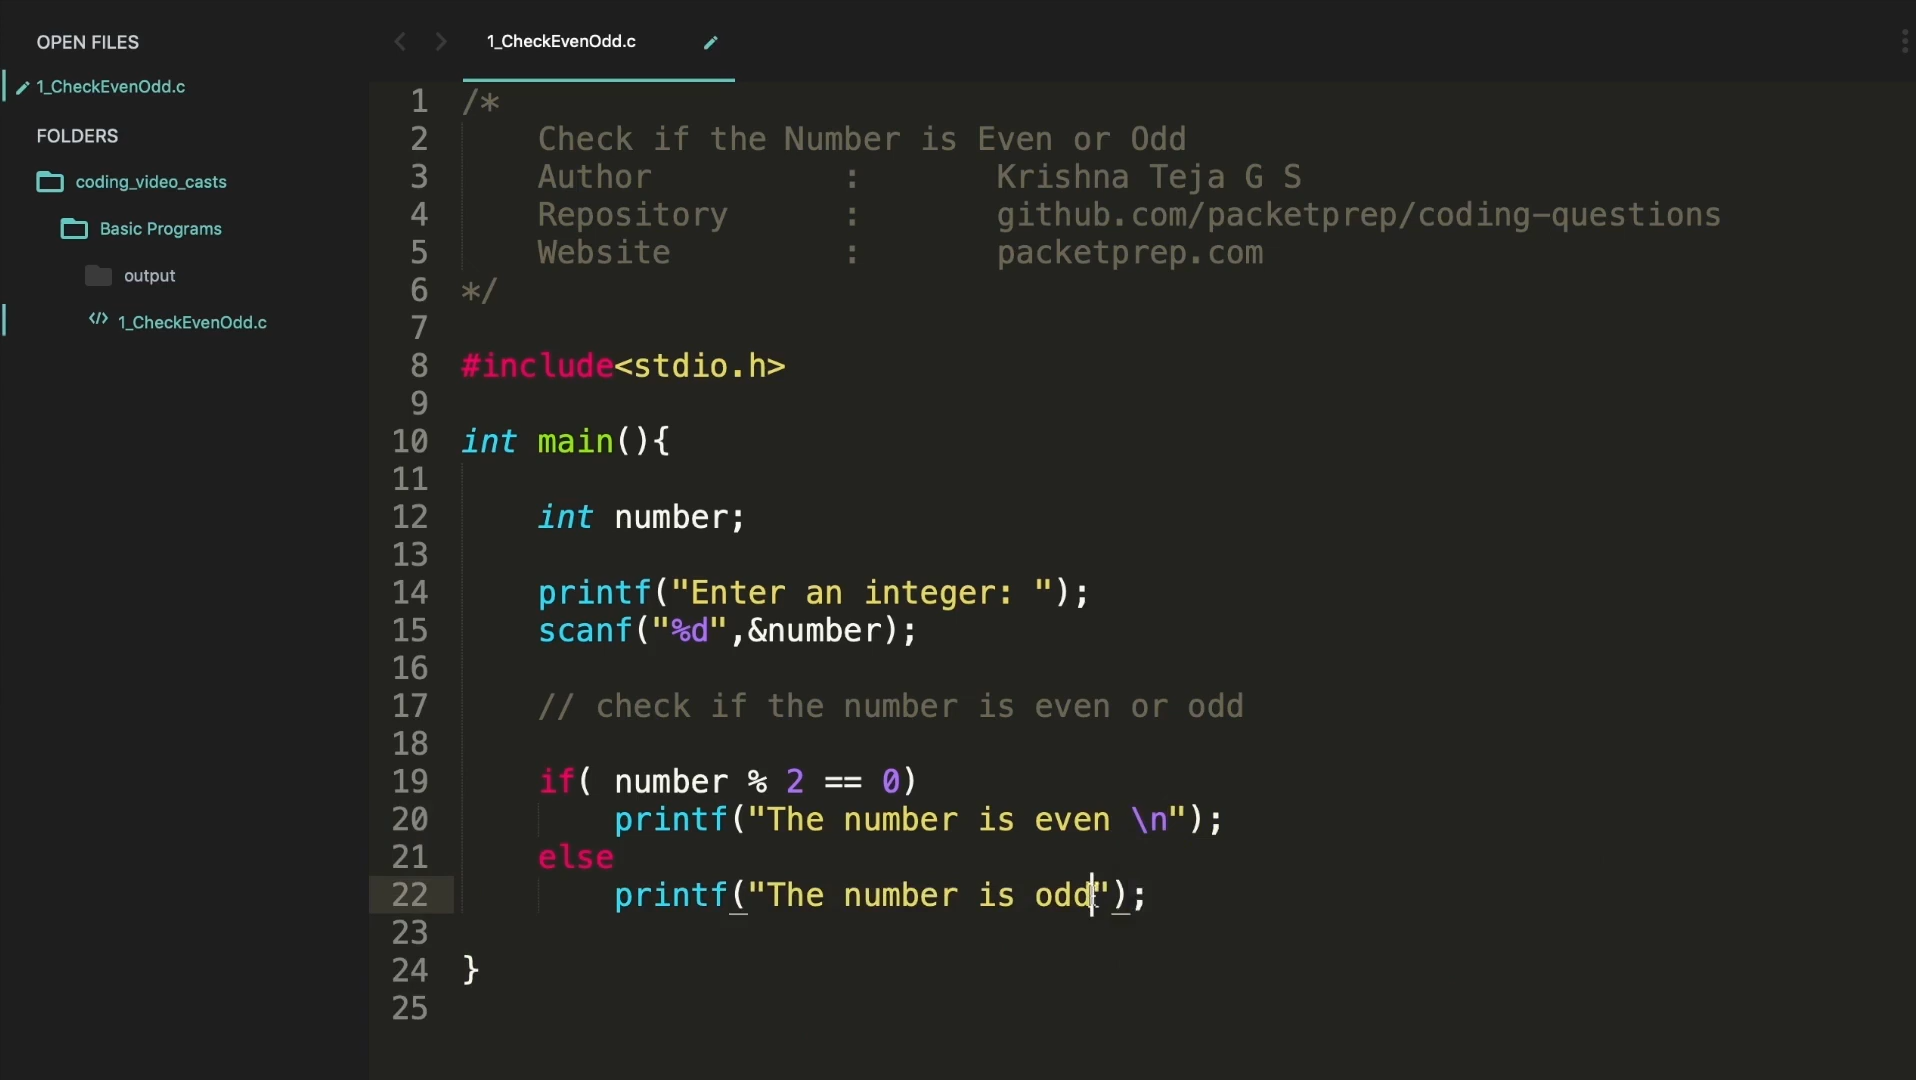 OPEN FILES
1_CheckEvenOdd.c
FOLDERS
coding_video_casts
Basic Programs
output
</> 1_CheckEvenOdd.c
1_CheckEvenOdd.c
1 /*
2     Check if the Number is Even or Odd
3     Author          :       Krishna Teja G S
4     Repository      :       github.com/packetprep/coding-questions
5     Website         :       packetprep.com
6 */
7
8 #include<stdio.h>
9
10 int main(){
11
12     int number;
13
14     printf("Enter an integer: ");
15     scanf("%d",&number);
16
17     // check if the number is even or odd
18
19     if( number % 2 == 0)
20         printf("The number is even \n");
21     else
22         printf("The number is odd");
23
24 }
25